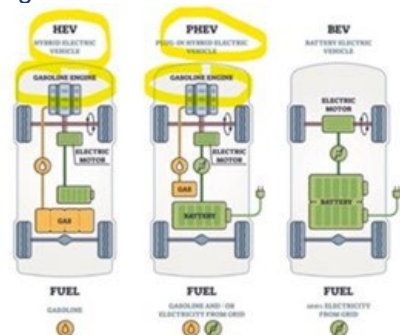 HEV
HYBRID ELECTRIC
VEHICLE
GASOLINE ENGINE
ELECTRIC
MOTOR
GAS
FUEL
GASOLINE
PHEV
PLUG-IN HYBRID ELECTRIC
VEHICLE
GASOLINE ENGINE
ELECTRIC
MOTOR
GAS
BATTERY
FUEL
GASOLINE AND- OR
ELECTRICITY FROM GRID
BEV
BATTERY ELECTRIC
VEHICLE
ELECTRIC
MOTOR
BATTERY
FUEL
ELECTRICITY
FROM GRID